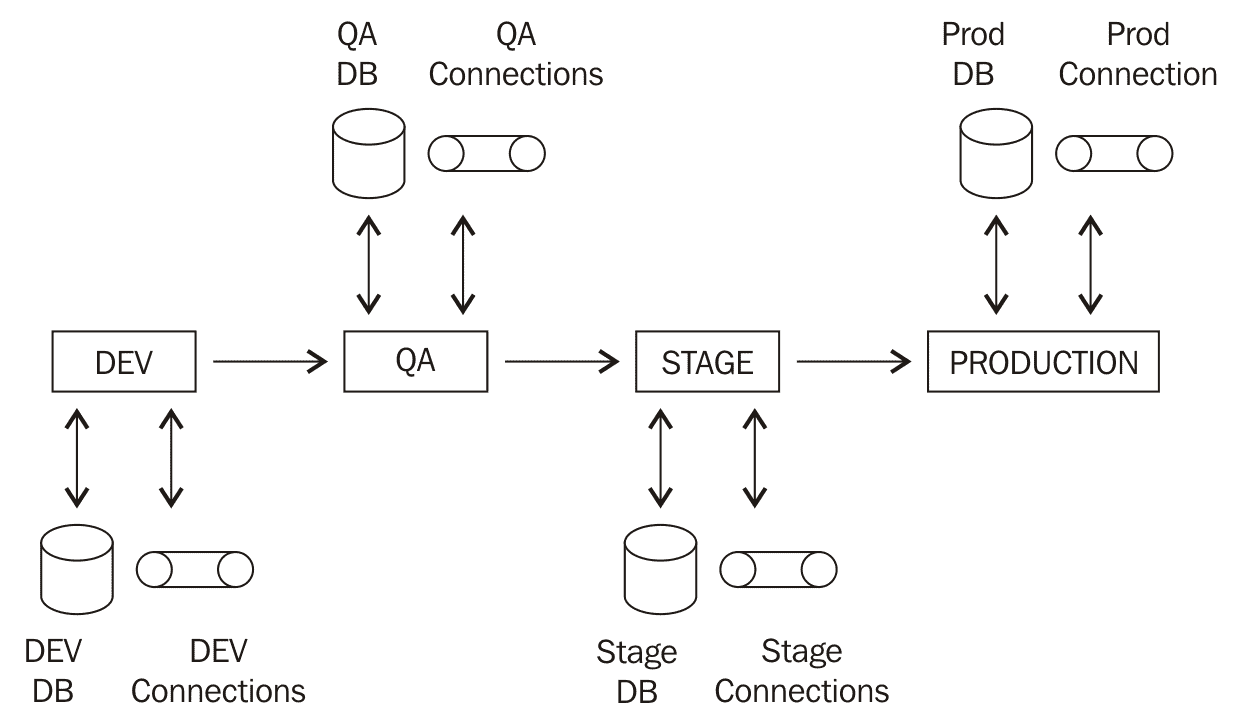 QA
DB
QA
Connections
Prod
DB
Prod
Connection
DEV
QA
STAGE
PRODUCTION
DEV
DB
DEV
Connections
Stage
DB
Stage
Connections